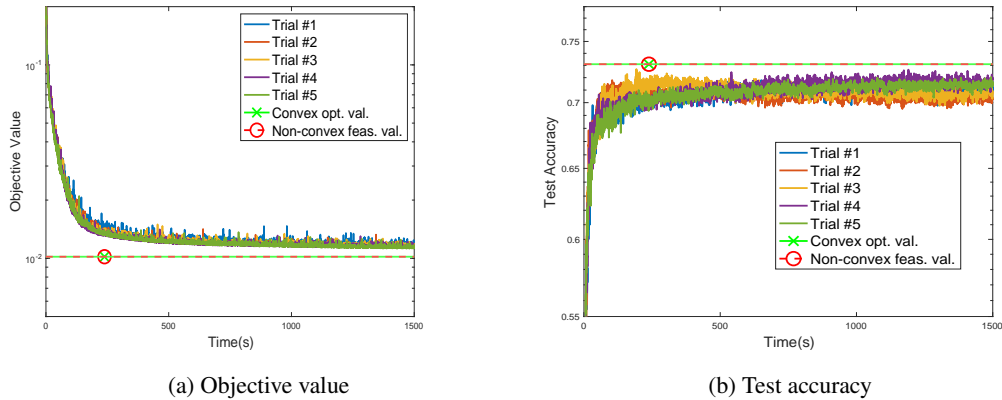 10^-1
10^-2
Objective Value
0
500
1000
1500
Time(s)
Trial #1
Trial #2
Trial #3
Trial #4
Trial #5
Convex opt. val.
Non-convex feas. val.
(a) Objective value
0.75
0.7
0.65
0.6
0.55
Test Accuracy
0
500
1000
1500
Time(s)
Trial #1
Trial #2
Trial #3
Trial #4
Trial #5
Convex opt. val.
Non-convex feas. val.
(b) Test accuracy